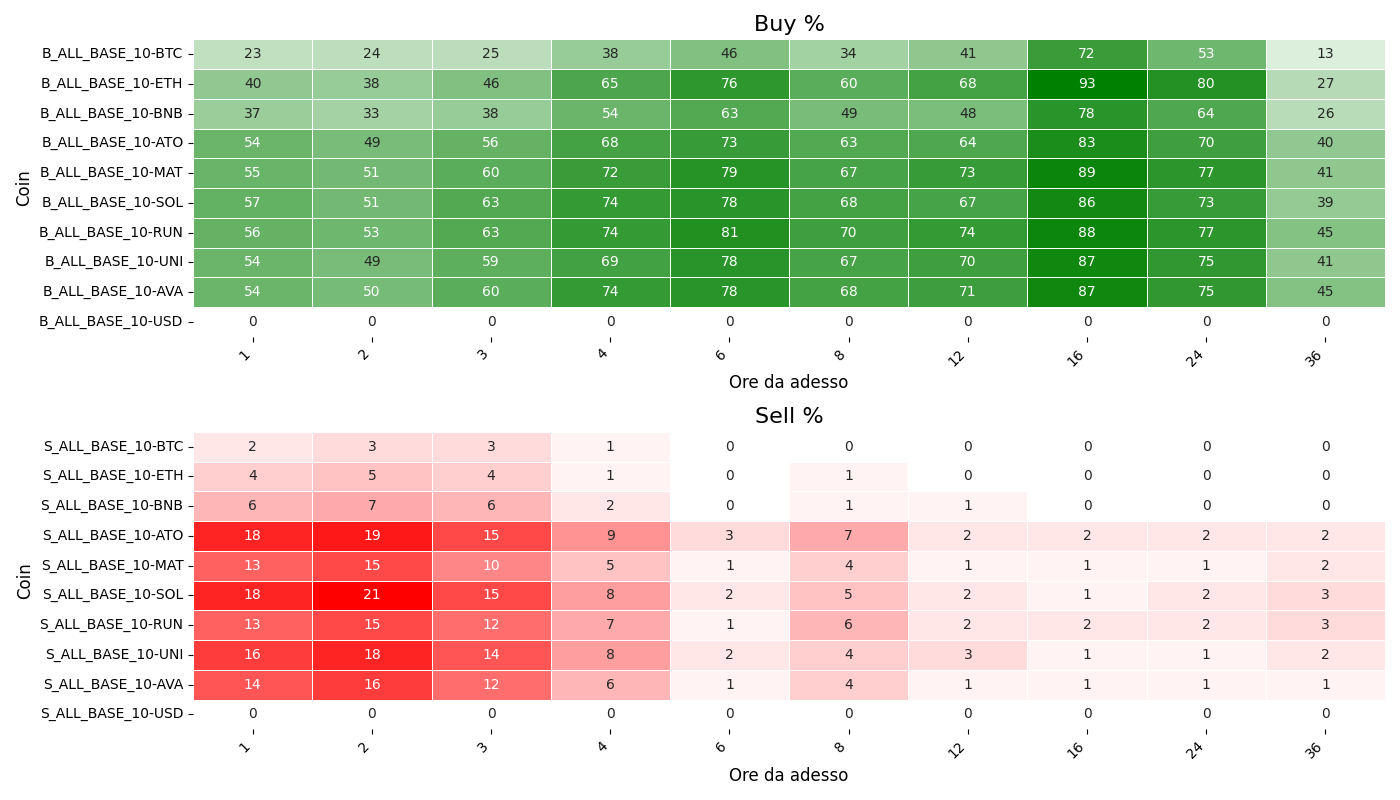 Buy %
Coin
B_ALL_BASE_10-BTC 23 24 25 38 46 34 41 72 53 13
B_ALL_BASE_10-ETH 40 38 46 65 76 60 68 93 80 27
B_ALL_BASE_10-BNB 37 33 38 54 63 49 48 78 64 26
B_ALL_BASE_10-ATO 54 49 56 68 73 63 64 83 70 40
B_ALL_BASE_10-MAT 55 51 60 72 79 67 73 89 77 41
B_ALL_BASE_10-SOL 57 51 63 74 78 68 67 86 73 39
B_ALL_BASE_10-RUN 56 53 63 74 81 70 74 88 77 45
B_ALL_BASE_10-UNI 54 49 59 69 78 67 70 87 75 41
B_ALL_BASE_10-AVA 54 50 60 74 78 68 71 87 75 45
B_ALL_BASE_10-USD 0 0 0 0 0 0 0 0 0 0
1 2 3 4 6 8 12 16 24 36
Ore da adesso
Sell %
Coin
S_ALL_BASE_10-BTC 2 3 3 1 0 0 0 0 0 0
S_ALL_BASE_10-ETH 4 5 4 1 0 1 0 0 0 0
S_ALL_BASE_10-BNB 6 7 6 2 0 1 1 0 0 0
S_ALL_BASE_10-ATO 18 19 15 9 3 7 2 2 2 2
S_ALL_BASE_10-MAT 13 15 10 5 1 4 1 1 1 2
S_ALL_BASE_10-SOL 18 21 15 8 2 5 2 1 2 3
S_ALL_BASE_10-RUN 13 15 12 7 1 6 2 2 2 3
S_ALL_BASE_10-UNI 16 18 14 8 2 4 3 1 1 2
S_ALL_BASE_10-AVA 14 16 12 6 1 4 1 1 1 1
S_ALL_BASE_10-USD 0 0 0 0 0 0 0 0 0 0
1 2 3 4 6 8 12 16 24 36
Ore da adesso